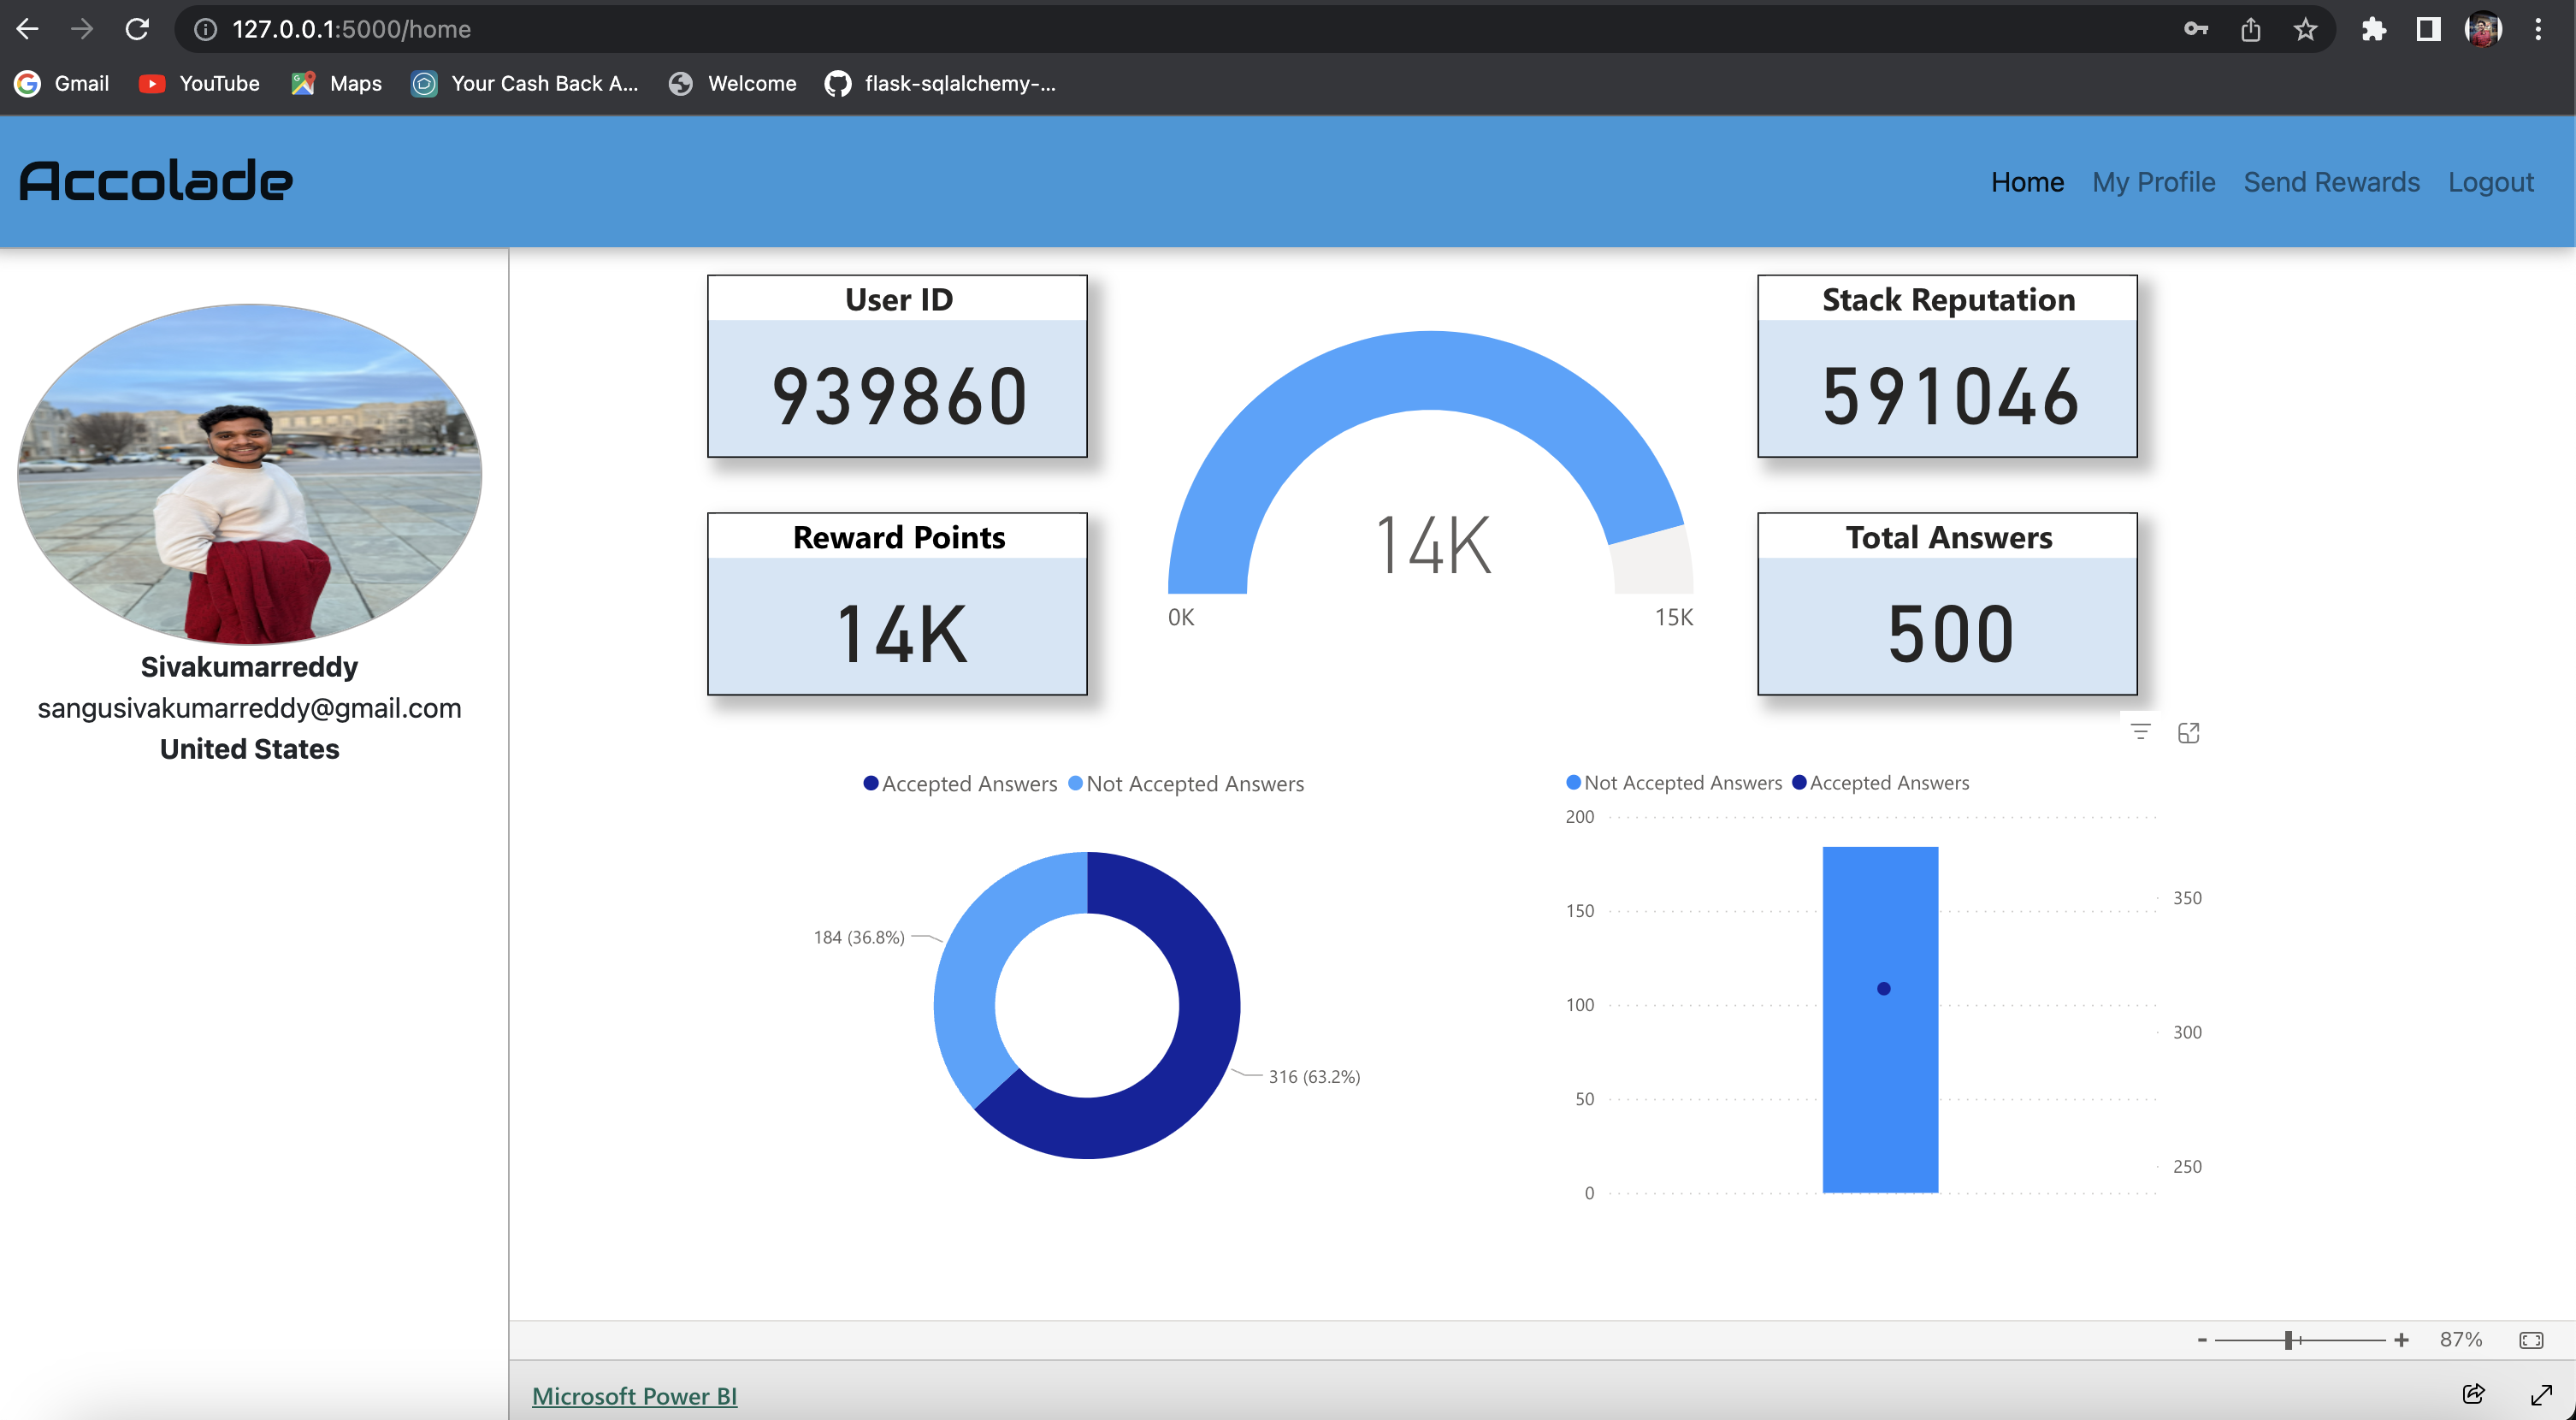 127.0.0.1:5000/home
Gmail YouTube Maps Your Cash Back A... Welcome flask-sqlalchemy-...
Accolade
Home My Profile Send Rewards Logout
Sivakumarreddy
sangusivakumarreddy@gmail.com
United States
User ID
939860
Reward Points
14K
14K
0K 15K
Stack Reputation
591046
Total Answers
500
Accepted Answers Not Accepted Answers
184 (36.8%)
316 (63.2%)
Not Accepted Answers Accepted Answers
200
150
100
50
0
350
300
250
- + 87%
Microsoft Power BI